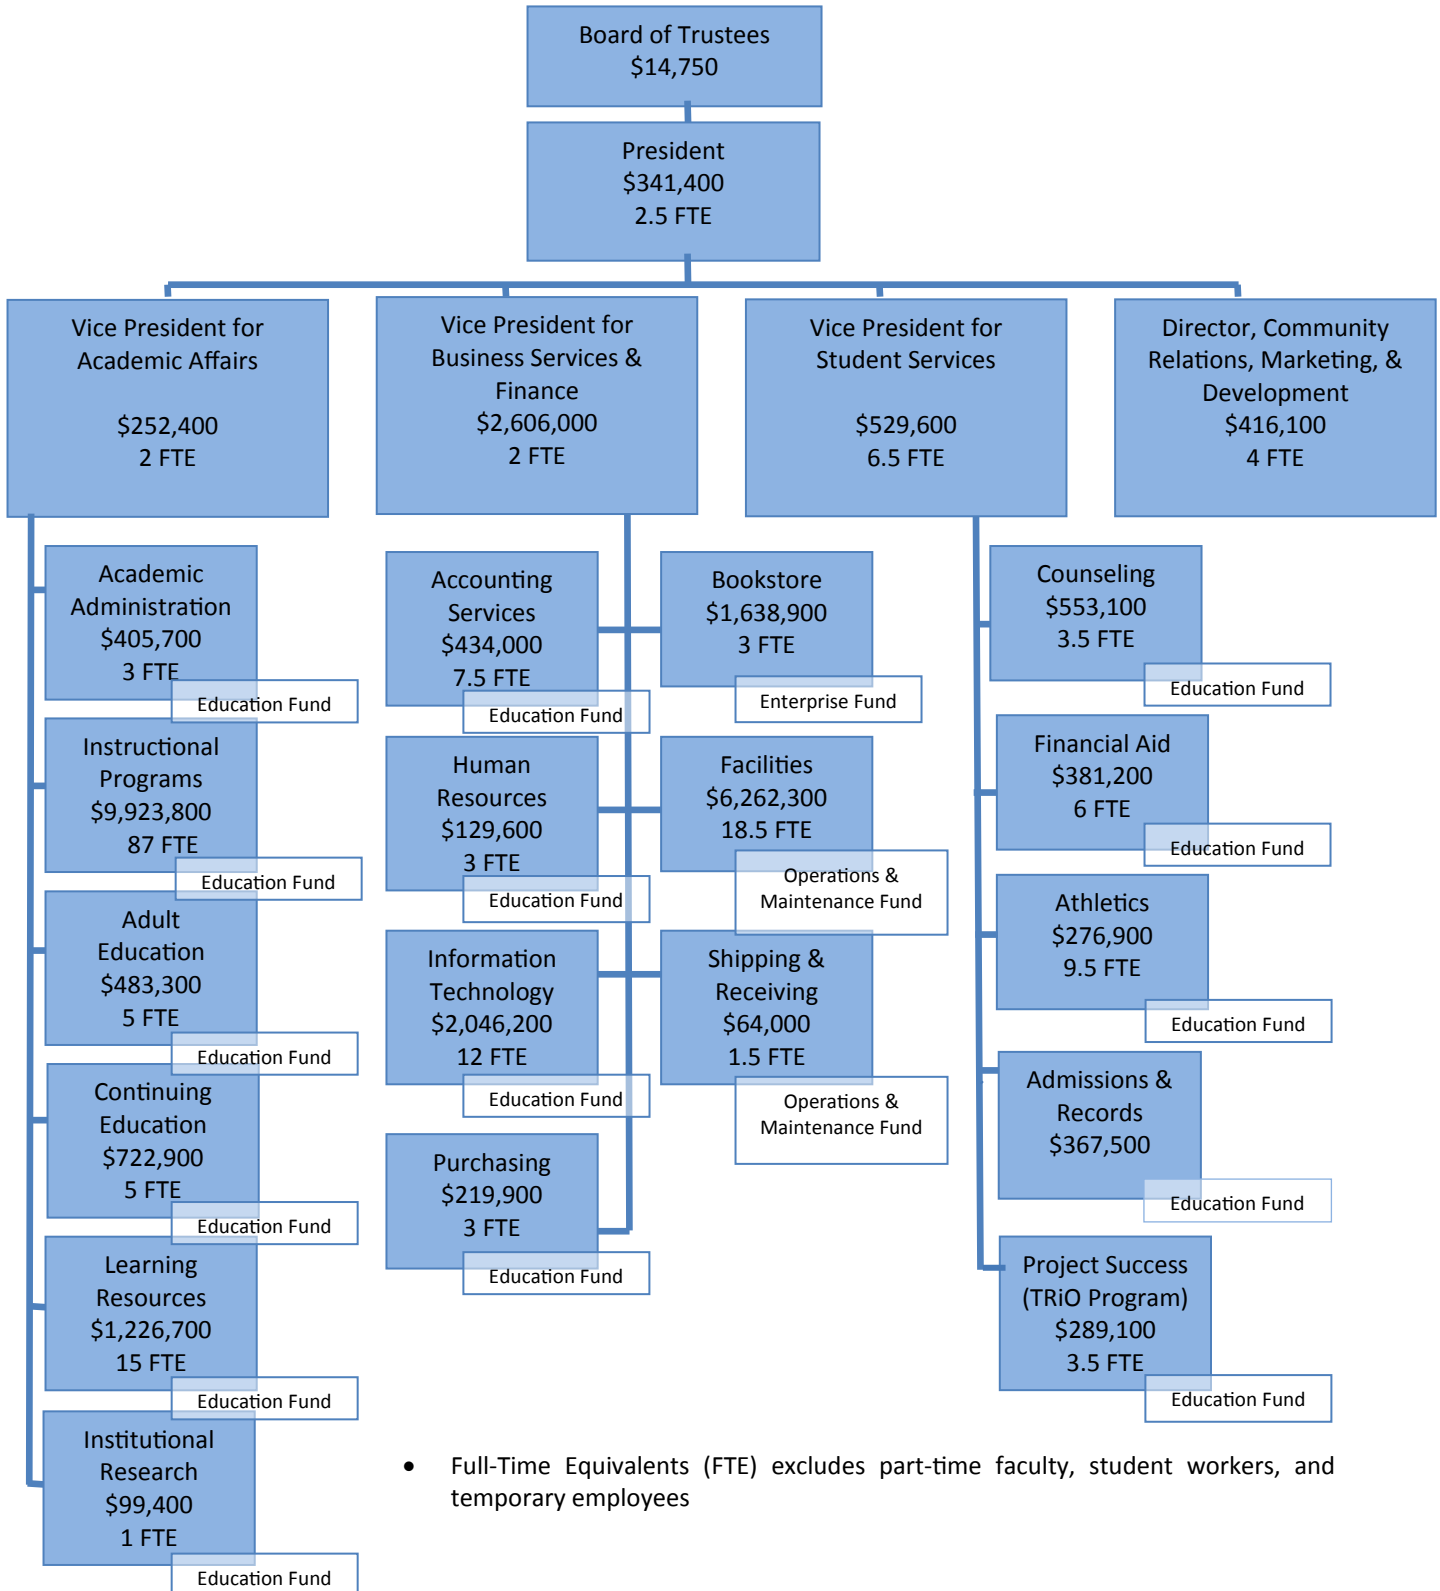 Board of Trustees
$14,750
President
$341,400
2.5 FTE
Vice President for
Academic Affairs
$252,400
2 FTE
Vice President for
Business Services &
Finance
$2,606,000
2 FTE
Vice President for
Student Services
$529,600
6.5 FTE
Director, Community
Relations, Marketing, &
Development
$416,100
4 FTE
Academic
Administration
$405,700
3 FTE
Education Fund
Instructional
Programs
$9,923,800
87 FTE
Education Fund
Adult
Education
$483,300
5 FTE
Education Fund
Continuing
Education
$722,900
5 FTE
Education Fund
Learning
Resources
$1,226,700
15 FTE
Education Fund
Institutional
Research
$99,400
1 FTE
Education Fund
Accounting
Services
$434,000
7.5 FTE
Education Fund
Human
Resources
$129,600
3 FTE
Education Fund
Information
Technology
$2,046,200
12 FTE
Education Fund
Purchasing
$219,900
3 FTE
Education Fund
Bookstore
$1,638,900
3 FTE
Enterprise Fund
Facilities
$6,262,300
18.5 FTE
Operations &
Maintenance Fund
Shipping &
Receiving
$64,000
1.5 FTE
Operations &
Maintenance Fund
Counseling
$553,100
3.5 FTE
Education Fund
Financial Aid
$381,200
6 FTE
Education Fund
Athletics
$276,900
9.5 FTE
Education Fund
Admissions &
Records
$367,500
Education Fund
Project Success
(TRiO Program)
$289,100
3.5 FTE
Education Fund
• Full-Time Equivalents (FTE) excludes part-time faculty, student workers, and
temporary employees